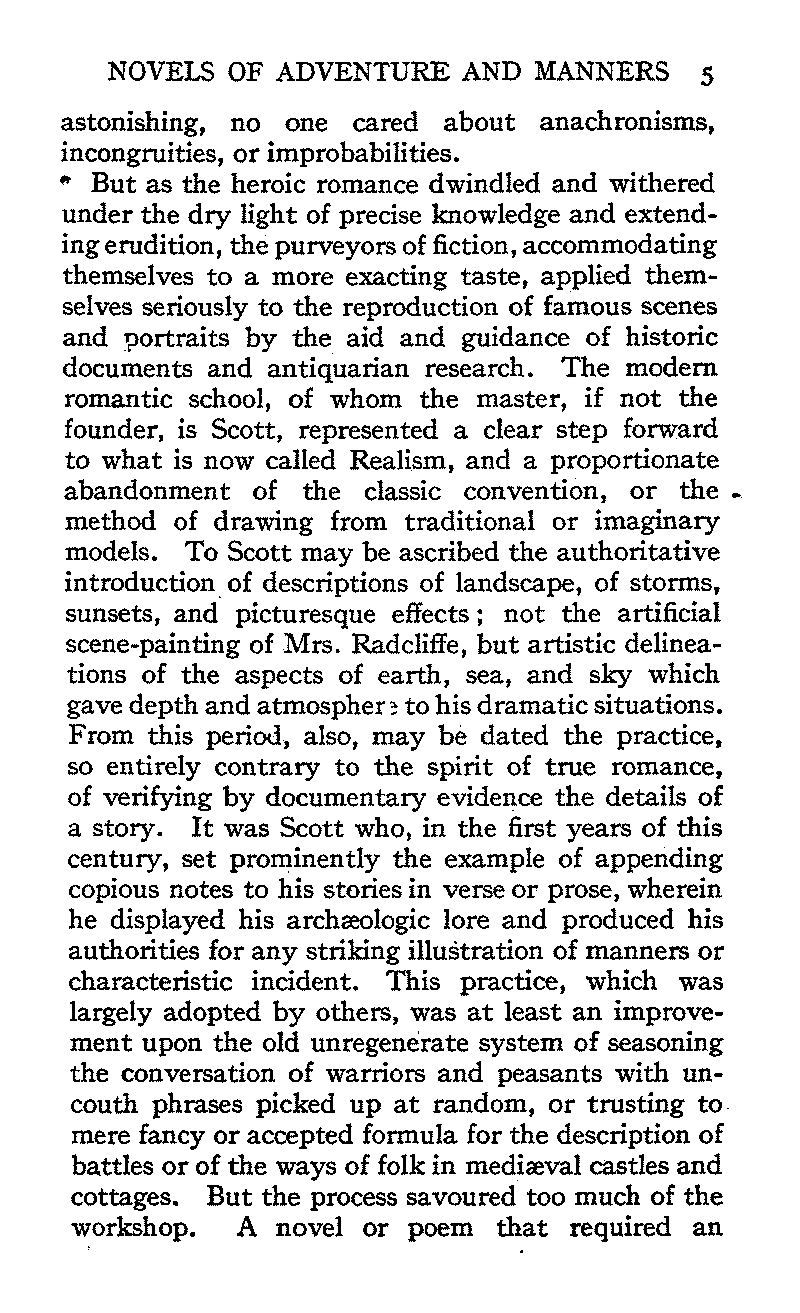 NOVELS OF ADVENTURE AND MANNERS 5
astonishing, no one cared about anachronisms,
incongruities, or improbabilities.
But as the heroic romance dwindled and withered
under the dry light of precise knowledge and extend-
ing erudition, the purveyors of fiction, accommodating
themselves to a more exacting taste, applied them-
selves seriously to the reproduction of famous scenes
and portraits by the aid and guidance of historic
documents and antiquarian research. The modern
romantic school, of whom the master, if not the
founder, is Scott, represented a clear step forward
to what is now called Realism, and a proportionate
abandonment of the classic convention, or the
method of drawing from traditional or imaginary
models. To Scott may be ascribed the authoritative
introduction of descriptions of landscape, of storms,
sunsets, and picturesque effects; not the artificial
scene-painting of Mrs. Radcliffe, but artistic delinea-
tions of the aspects of earth, sea, and sky which
gave depth and atmosphere to his dramatic situations.
From this period, also, may be dated the practice,
so entirely contrary to the spirit of true romance,
of verifying by documentary evidence the details of
a story. It was Scott who, in the first years of this
century, set prominently the example of appending
copious notes to his stories in verse or prose, wherein
he displayed his archæologic lore and produced his
authorities for any striking illustration of manners or
characteristic incident. This practice, which was
largely adopted by others, was at least an improve-
ment upon the old unregenerate system of seasoning
the conversation of warriors and peasants with un-
couth phrases picked up at random, or trusting to
mere fancy or accepted formula for the description of
battles or of the ways of folk in mediæval castles and
cottages. But the process savoured too much of the
workshop. A novel or poem that required an